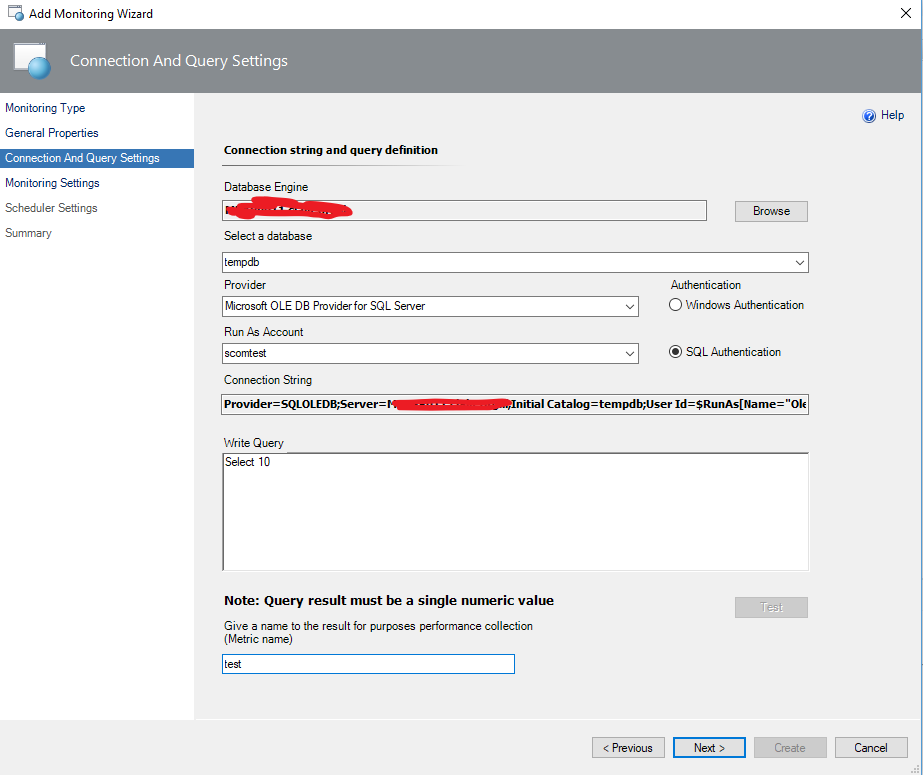 Add Monitoring Wizard
Connection And Query Settings
Monitoring Type
General Properties
Connection And Query Settings
Monitoring Settings
Scheduler Settings
Summary
Help
Connection string and query definition
Database Engine
Browse
Select a database
tempdb
Provider
Authentication
Microsoft OLE DB Provider for SQL Server
Windows Authentication
Run As Account
scomtest
SQL Authentication
Connection String
Provider=SQLOLEDB;Server=M ;Initial Catalog=tempdb;User Id=$RunAs[Name="Ole
Write Query
Select 10
Note: Query result must be a single numeric value
Test
Give a name to the result for purposes performance collection
(Metric name)
test
< Previous
Next >
Create
Cancel